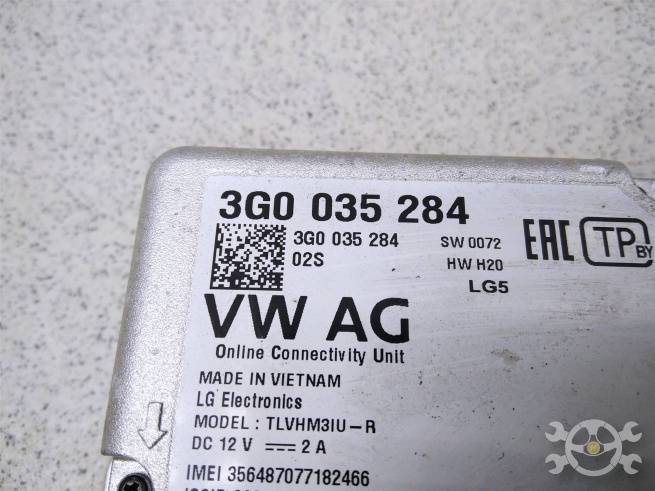 3G0 035 284
3G0 035 284 SW 0072
02S HW H20
LG5
EAC TP BY
VW AG
Online Connectivity Unit
MADE IN VIETNAM
LG Electronics
MODEL : TLVHM3IU-R
DC 12 V 2 A
IMEI 356487077182466